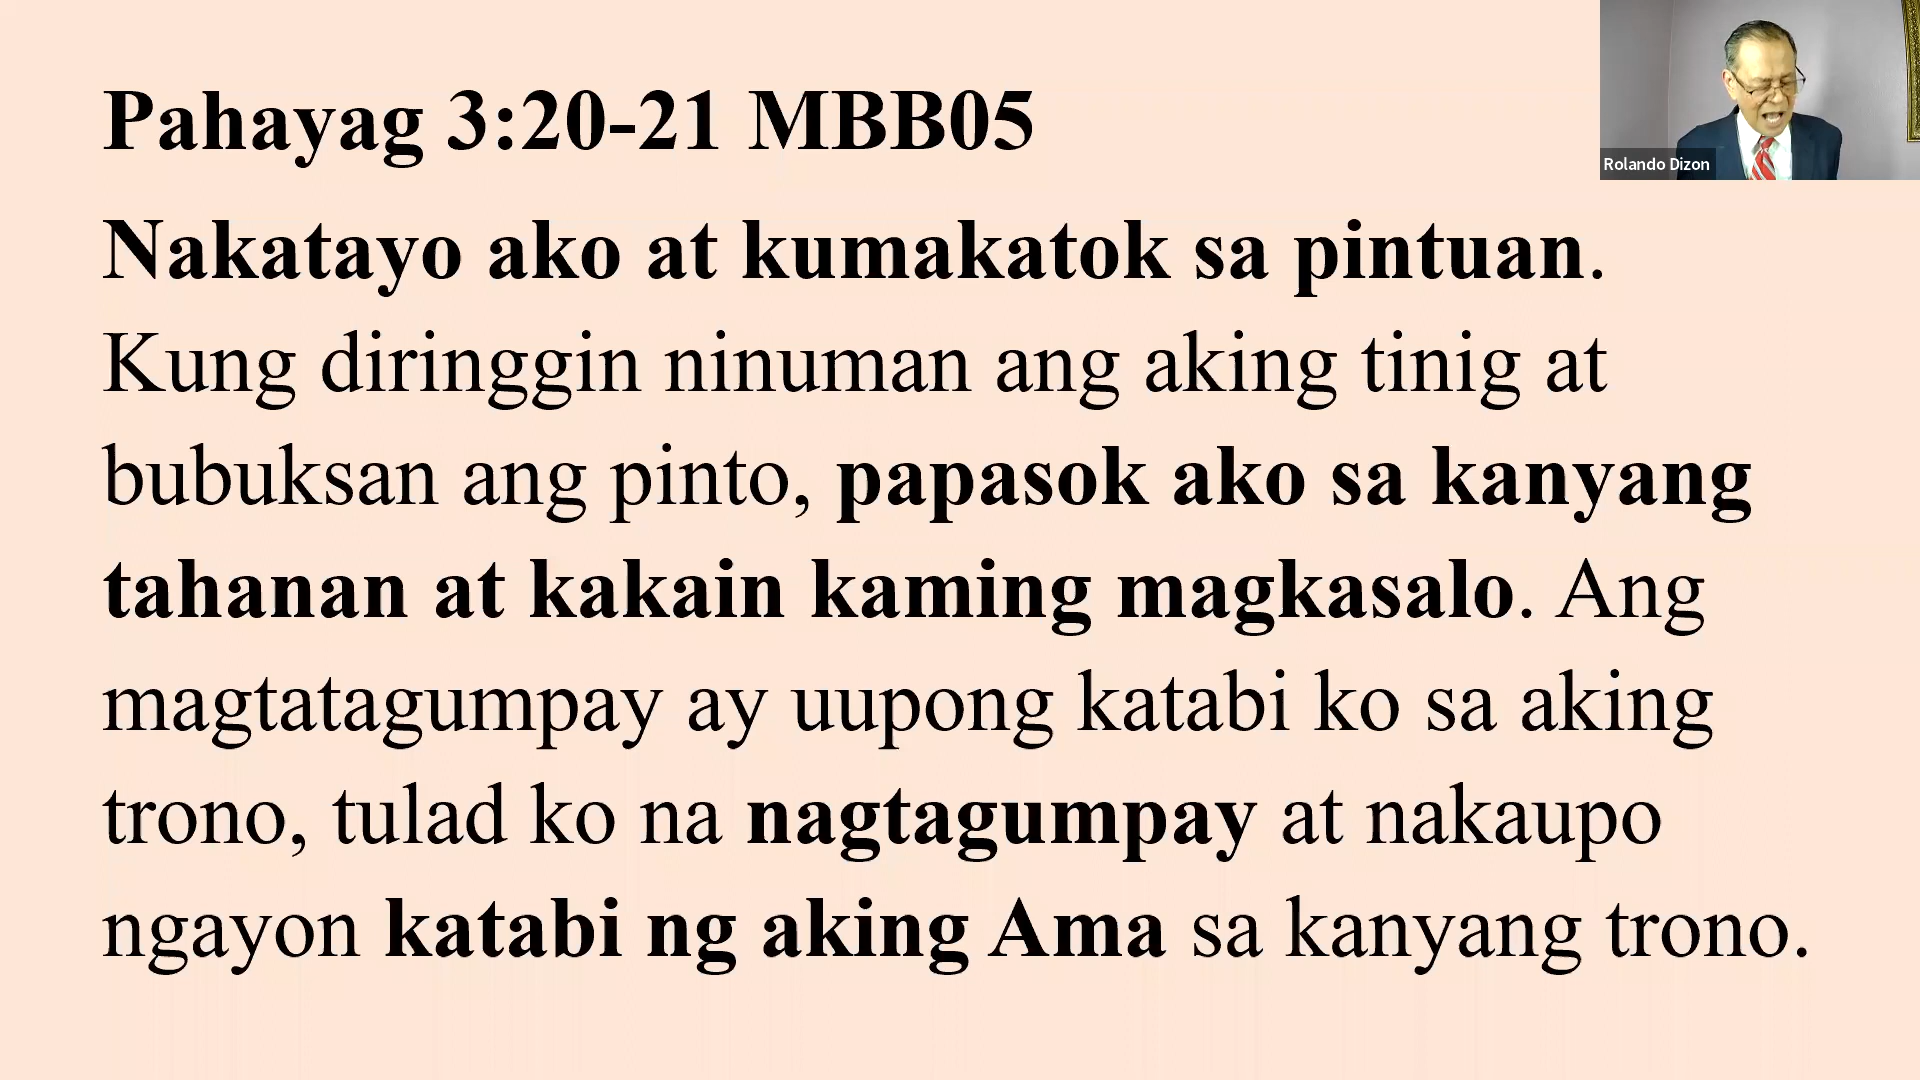 Pahayag 3:20-21 MBB05
Nakatayo ako at kumakatok sa pintuan.
Kung diringgin ninuman ang aking tinig at
bubuksan ang pinto, papasok ako sa kanyang
tahanan at kakain kaming magkasalo. Ang
magtatagumpay ay uupong katabi ko sa aking
trono, tulad ko na nagtagumpay at nakaupo
ngayon katabi ng aking Ama sa kanyang trono.
Rolando Dizon